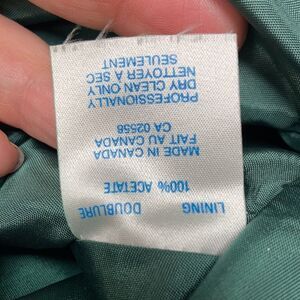 LINING DOUBLURE
100% ACETATE
MADE IN CANADA
FAIT AU CANADA
CA 02558
PROFESSIONALLY
DRY CLEAN ONLY
NETTOYER A SEC
SEULEMENT